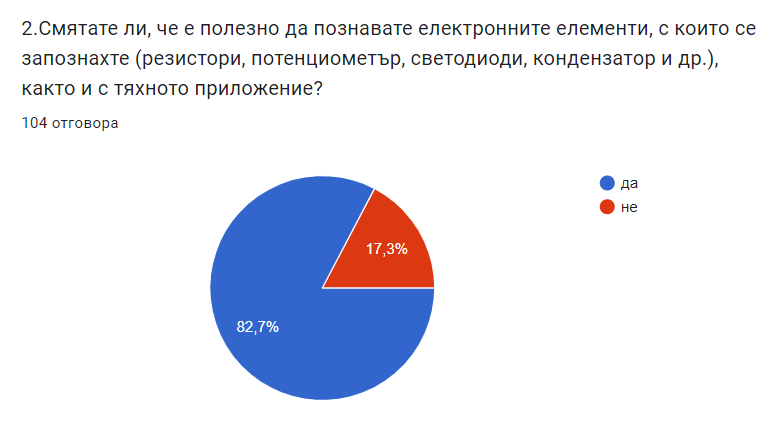 2.Смятате ли, че е полезно да познавате електронните елементи, с които се
запознахте (резистори, потенциометър, светодиоди, кондензатор и др.),
както и с тяхното приложение?
104 отговора
да
не
17,3%
82,7%